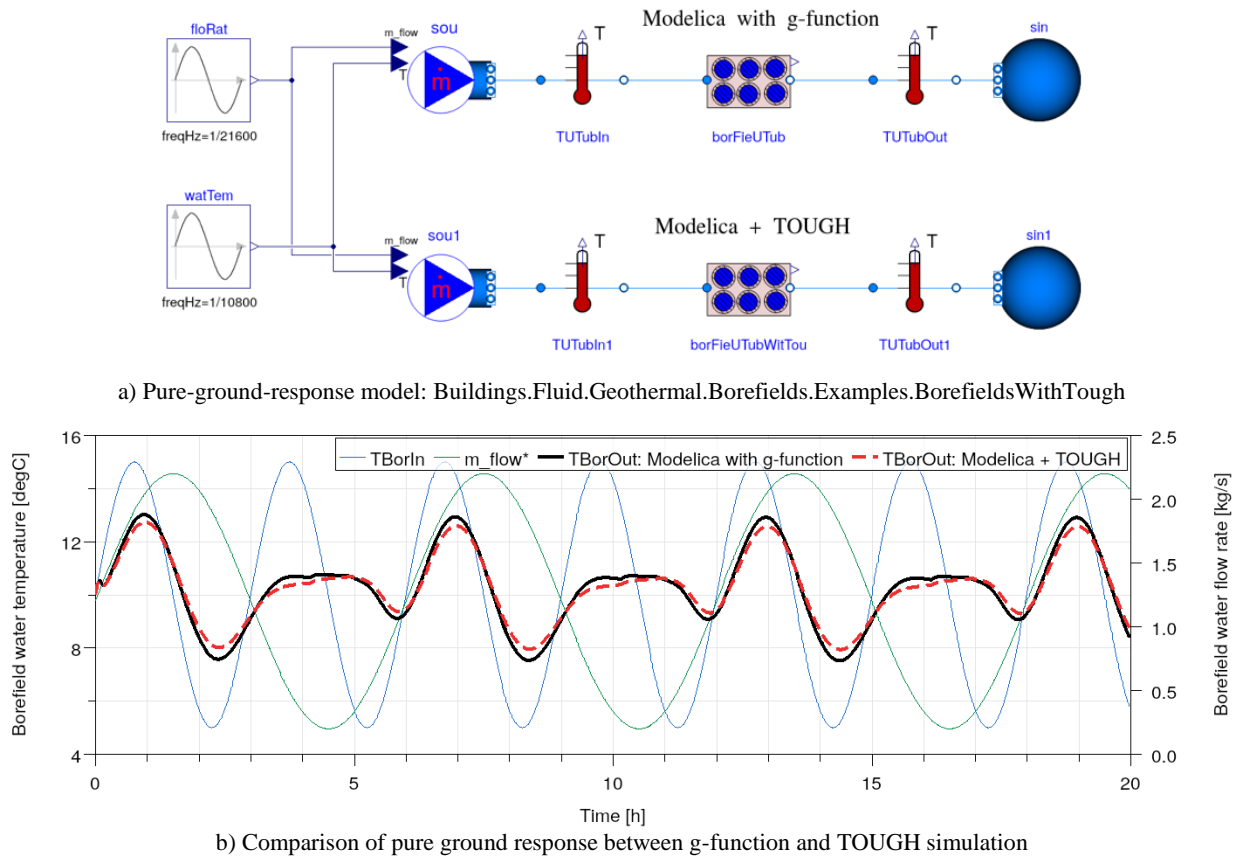 Modelica with g-function
floRat
sou
sin
m_flow
T
T
T
ṁ
freqHz=1/21600
TUTubIn
borFieUTub
TUTubOut
watTem
Modelica + TOUGH
m_flow
sou1
T
T
sin1
T
ṁ
freqHz=1/10800
TUTubIn1
borFieUTubWitTou
TUTubOut1
a) Pure-ground-response model: Buildings.Fluid.Geothermal.Borefields.Examples.BorefieldsWithTough
16
2.5
TBorIn
m_flow*
TBorOut: Modelica with g-function
TBorOut: Modelica + TOUGH
Borefield water temperature [degC]
Borefield water flow rate [kg/s]
2.0
12
1.5
1.0
8
0.5
4
0.0
0
5
10
15
20
Time [h]
b) Comparison of pure ground response between g-function and TOUGH simulation